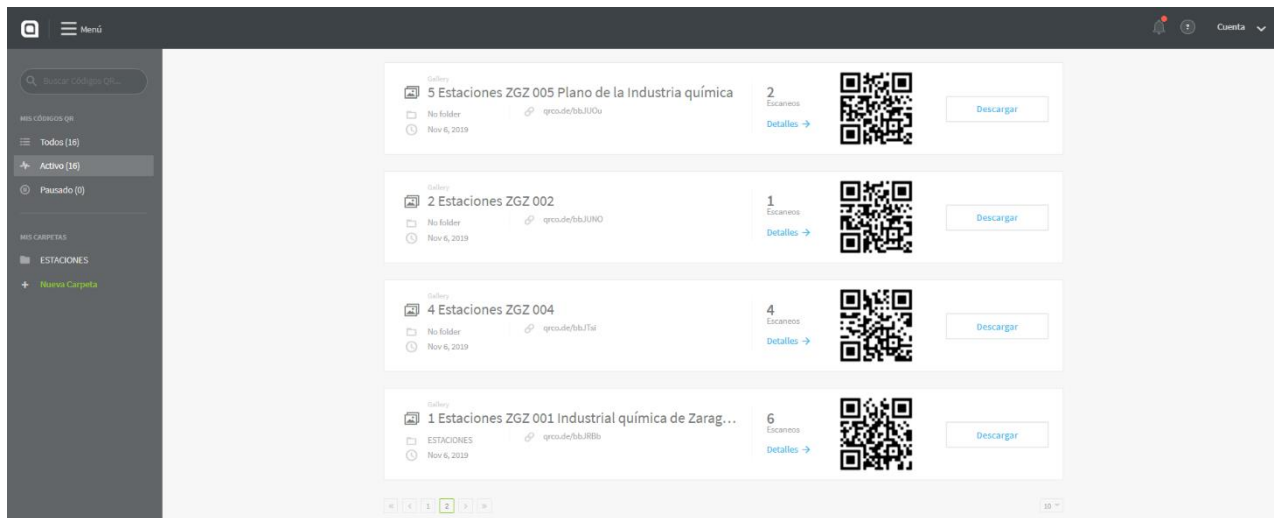 Menú
Cuenta
Buscar Códigos QR...
MIS CÓDIGOS QR
Todos (16)
Activo (16)
Pausado (0)
MIS CARPETAS
ESTACIONES
+ Nueva Carpeta
Gallery
5 Estaciones ZGZ 005 Plano de la Industria química
No folder
qrco.de/bbJUOu
Nov 6, 2019
2
Escaneos
Detalles →
Descargar
Gallery
2 Estaciones ZGZ 002
No folder
qrco.de/bbJUNO
Nov 6, 2019
1
Escaneos
Detalles →
Descargar
Gallery
4 Estaciones ZGZ 004
No folder
qrco.de/bbJTsi
Nov 6, 2019
4
Escaneos
Detalles →
Descargar
Gallery
1 Estaciones ZGZ 001 Industrial química de Zarag...
ESTACIONES
qrco.de/bbJRBb
Nov 6, 2019
6
Escaneos
Detalles →
Descargar
« < 1 2 > »
10